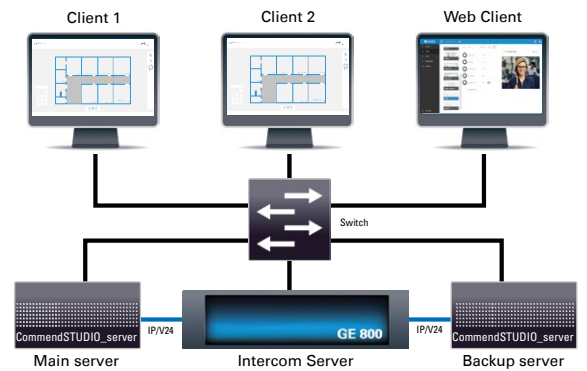 Client 1
Client 2
Web Client
Switch
CommendSTUDIO_server
IP/V24
GE 800
IP/V24
CommendSTUDIO_server
Main server
Intercom Server
Backup server